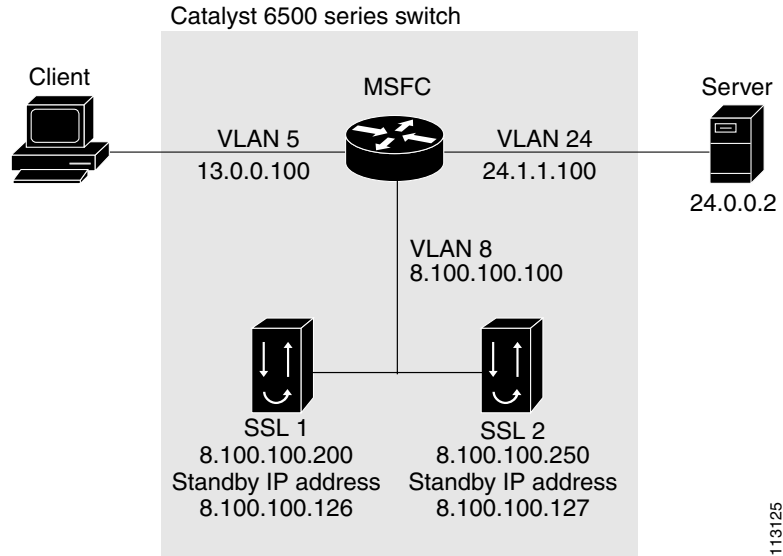 Catalyst 6500 series switch
Client
MSFC
Server
VLAN 5
13.0.0.100
VLAN 24
24.1.1.100
24.0.0.2
VLAN 8
8.100.100.100
SSL 1
8.100.100.200
Standby IP address
8.100.100.126
SSL 2
8.100.100.250
Standby IP address
8.100.100.127
113125